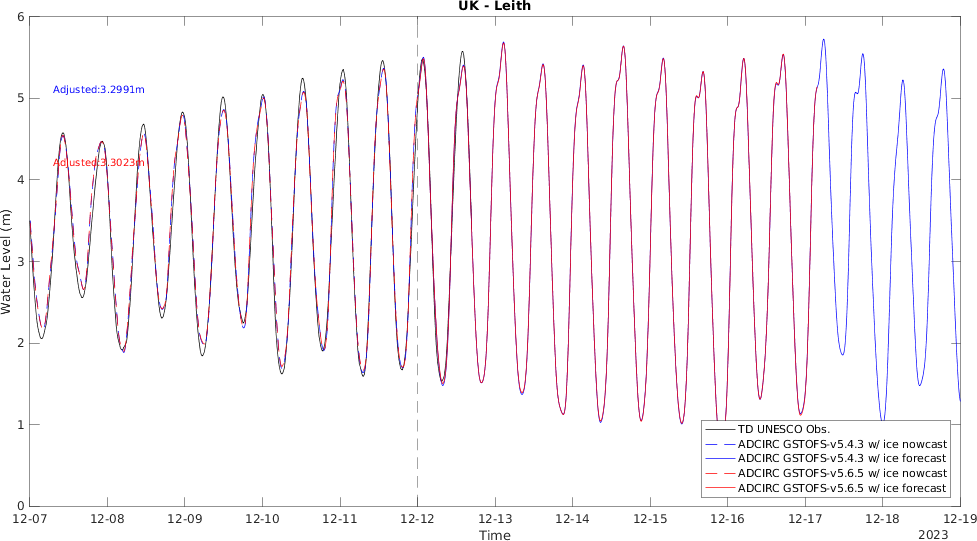 UK - Leith
6
5
4
3
2
1
0
Water Level (m)
Adjusted:3.2991m
Adjusted:3.3023m
TD UNESCO Obs.
ADCIRC GSTOFS-v5.4.3 w/ ice nowcast
ADCIRC GSTOFS-v5.4.3 w/ ice forecast
ADCIRC GSTOFS-v5.6.5 w/ ice nowcast
ADCIRC GSTOFS-v5.6.5 w/ ice forecast
12-07 12-08 12-09 12-10 12-11 12-12 12-13 12-14 12-15 12-16 12-17 12-18 12-19
Time
2023